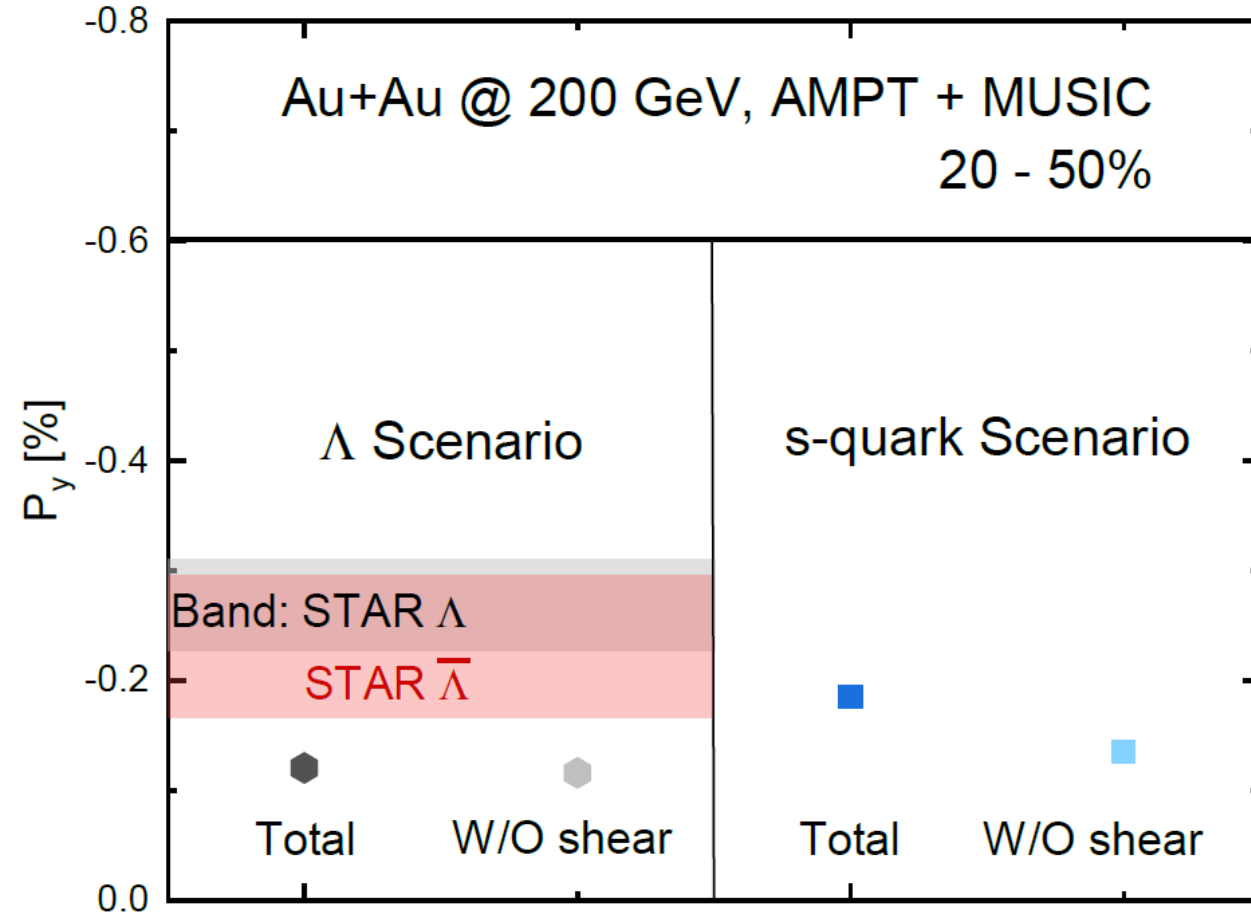 -0.8
Au+Au @ 200 GeV, AMPT + MUSIC
20 - 50%
-0.6
Λ Scenario
s-quark Scenario
-0.4
P_y [%]
Band: STAR Λ
-0.2
STAR Λ̅
Total
W/O shear
Total
W/O shear
0.0